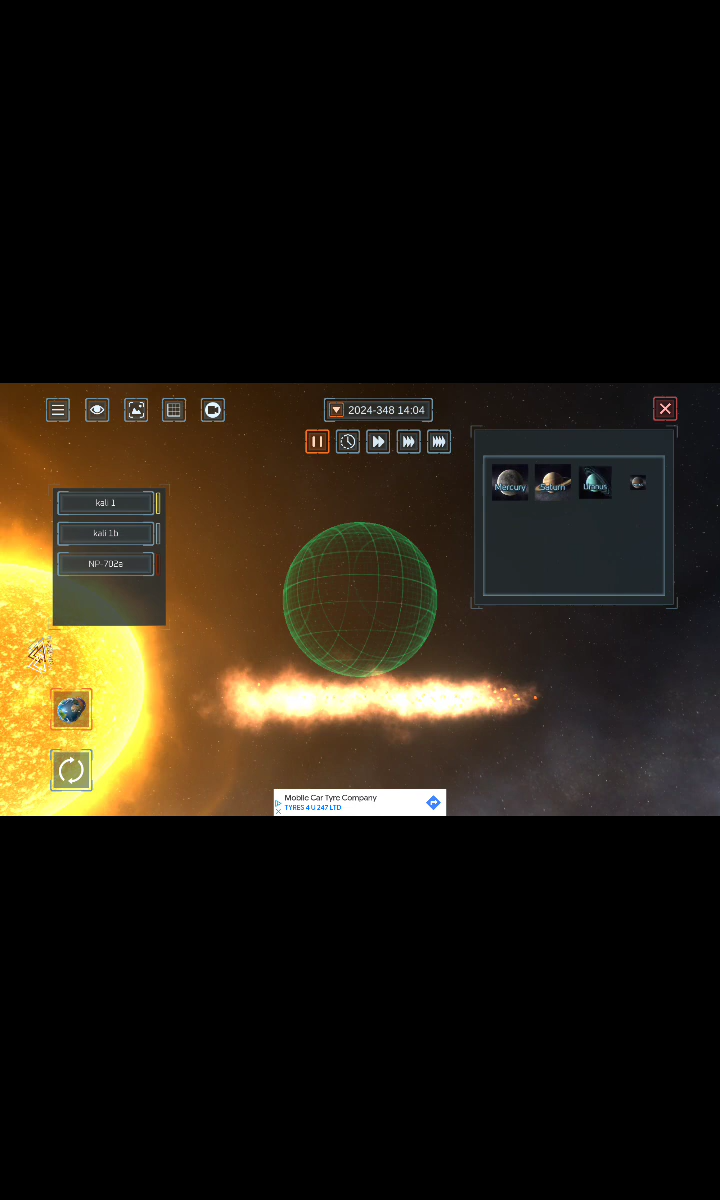 2024-348 14:04
kali 1
kali 1b
NP-702e
Mercury
Saturn
Uranus
Mobile Car Tyre Company
TYRES 4 U 247 LTD